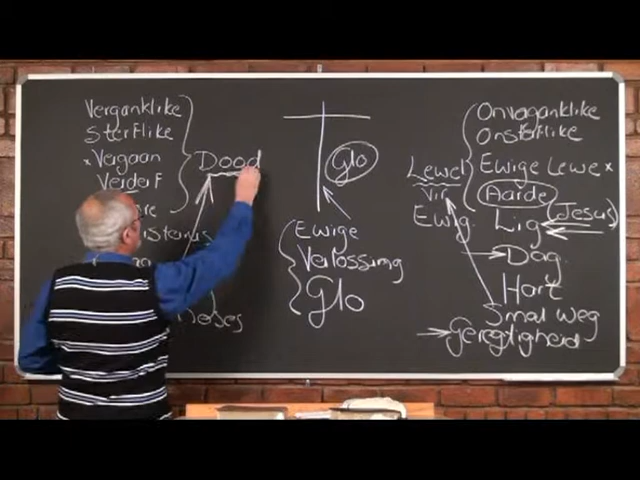 Verganklike
Sterflike
x Vergaan
Verderf
Dood
Glo
Ewige
Verlossing
Glo
Onvaganklike
Onsterflike
Ewige Lewe x
Aarde
Lewe
Vir
Ewig
Lig (Jesus)
Dag
Hart
Smal weg
Geregtigheid